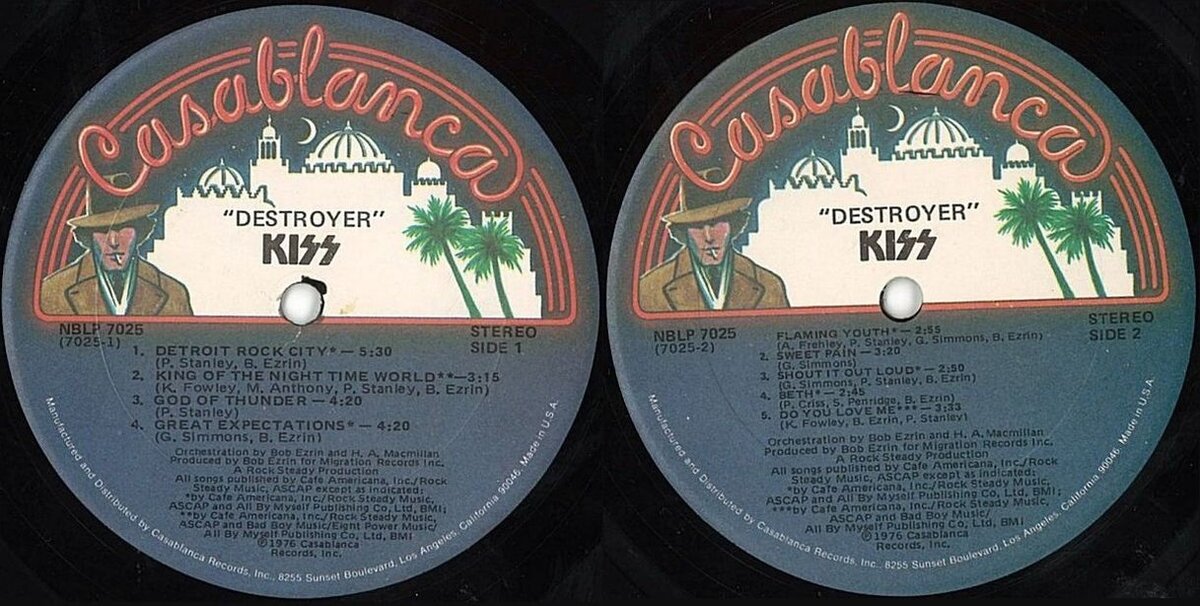 Casablanca
"DESTROYER"
KISS
NBLP 7025
(7025-1)
STEREO
SIDE 1
1. DETROIT ROCK CITY* — 5:30
(P. Stanley, B. Ezrin)
2. KING OF THE NIGHT TIME WORLD**—3:15
(K. Fowley, M. Anthony, P. Stanley, B. Ezrin)
3. GOD OF THUNDER — 4:20
(P. Stanley)
4. GREAT EXPECTATIONS* — 4:20
(G. Simmons, B. Ezrin)
Orchestration by Bob Ezrin and H. A. Macmillan
Produced by Bob Ezrin for Migration Records Inc.
A Rock Steady Production
All songs published by Cafe Americana, Inc./Rock
Steady Music, ASCAP except as indicated:
*by Cafe Americana, Inc./Rock Steady Music,
ASCAP and All By Myself Publishing Co, Ltd, BMI;
**by Cafe Americana, Inc./Rock Steady Music,
ASCAP and Bad Boy Music/Eight Power Music/
All By Myself Publishing Co, Ltd, BMI
℗1976 Casablanca
Records, Inc.
Manufactured and Distributed by Casablanca Records, Inc., 8255 Sunset Boulevard, Los Angeles, California 90046, Made in U.S.A.
Casablanca
"DESTROYER"
KISS
NBLP 7025
(7025-2)
STEREO
SIDE 2
FLAMING YOUTH* — 2:55
(A. Frehley, P. Stanley, G. Simmons, B. Ezrin)
2. SWEET PAIN — 3:20
(G. Simmons)
3. SHOUT IT OUT LOUD* — 2:50
(G. Simmons, P. Stanley, B. Ezrin)
4. BETH* — 2:45
(P. Criss, S. Penridge, B. Ezrin)
5. DO YOU LOVE ME*** — 3:33
(K. Fowley, B. Ezrin, P. Stanley)
Orchestration by Bob Ezrin and H. A. Macmillan
Produced by Bob Ezrin for Migration Records Inc.
A Rock Steady Production
All songs published by Cafe Americana, Inc./Rock
Steady Music, ASCAP except as indicated:
*by Cafe Americana, Inc./Rock Steady Music,
ASCAP and All By Myself Publishing Co, Ltd, BMI;
***by Cafe Americana, Inc./Rock Steady Music,
ASCAP and Bad Boy Music/
All By Myself Publishing Co, Ltd, BMI
℗1976 Casablanca
Records, Inc.
Manufactured and Distributed by Casablanca Records, Inc., 8255 Sunset Boulevard, Los Angeles, California 90046, Made in U.S.A.